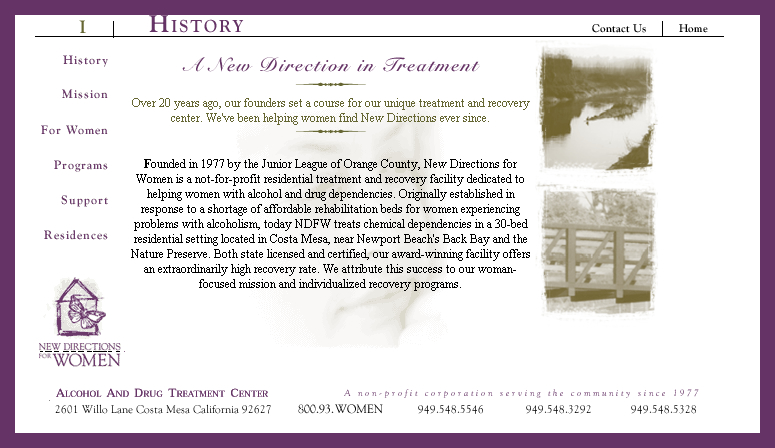 I
HISTORY
Contact Us
Home
History
Mission
For Women
Programs
Support
Residences
A New Direction in Treatment
Over 20 years ago, our founders set a course for our unique treatment and recovery
center. We've been helping women find New Directions ever since.
Founded in 1977 by the Junior League of Orange County, New Directions for
Women is a not-for-profit residential treatment and recovery facility dedicated to
helping women with alcohol and drug dependencies. Originally established in
response to a shortage of affordable rehabilitation beds for women experiencing
problems with alcoholism, today NDFW treats chemical dependencies in a 30-bed
residential setting located in Costa Mesa, near Newport Beach's Back Bay and the
Nature Preserve. Both state licensed and certified, our award-winning facility offers
an extraordinarily high recovery rate. We attribute this success to our woman-
focused mission and individualized recovery programs.
NEW DIRECTIONS
FOR WOMEN
ALCOHOL AND DRUG TREATMENT CENTER
A non-profit corporation serving the community since 1977
2601 Willo Lane Costa Mesa California 92627
800.93.WOMEN
949.548.5546
949.548.3292
949.548.5328